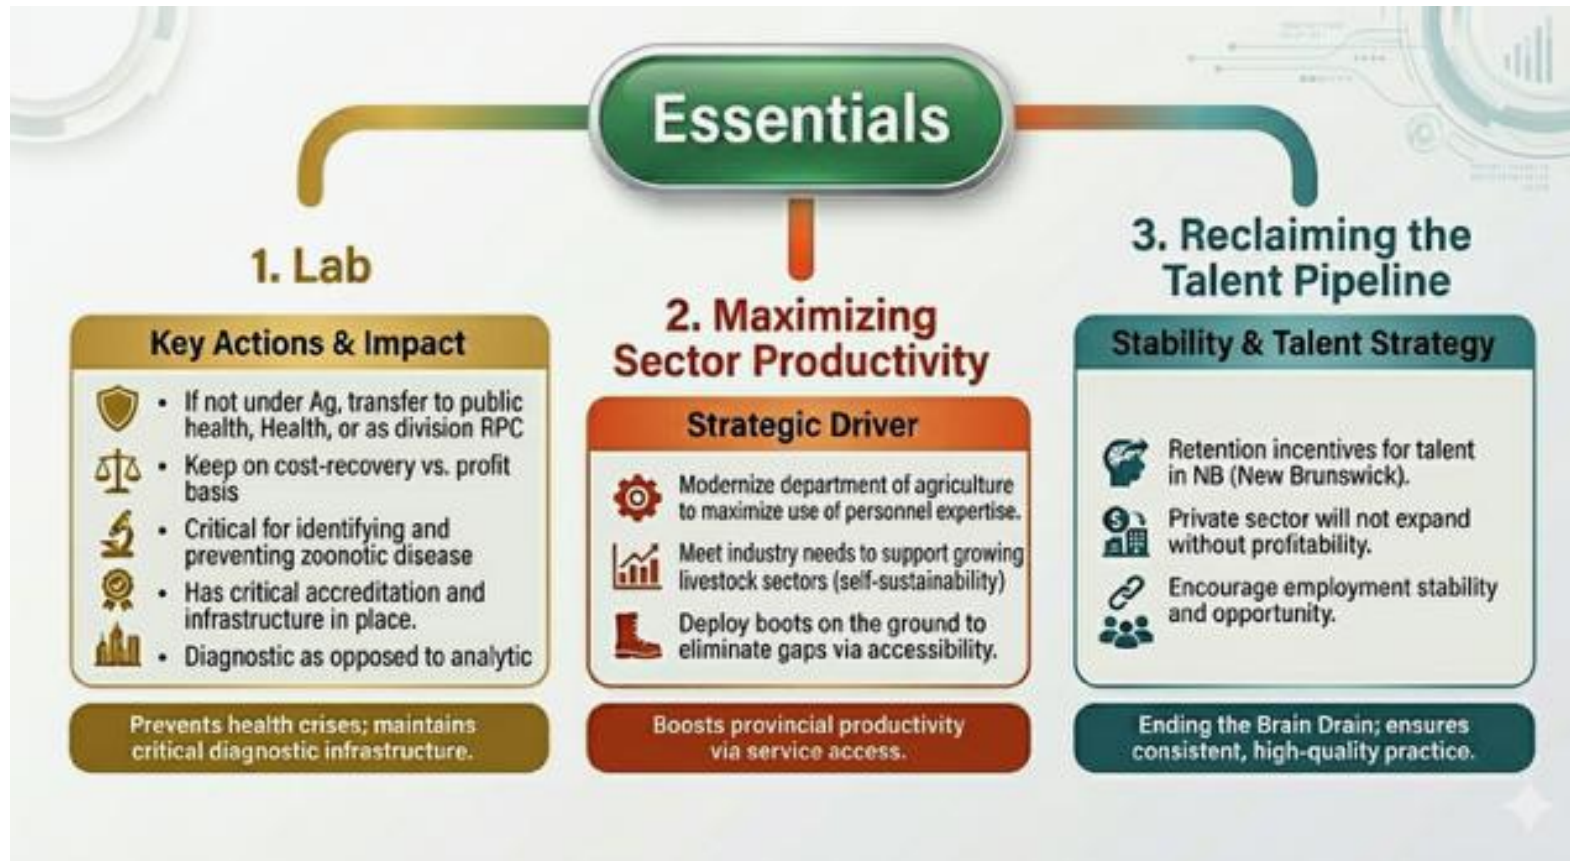 Essentials
1. Lab
Key Actions & Impact
• If not under Ag, transfer to public
health, Health, or as division RPC
• Keep on cost-recovery vs. profit
basis
• Critical for identifying and
preventing zoonotic disease
• Has critical accreditation and
infrastructure in place.
• Diagnostic as opposed to analytic
Prevents health crises; maintains
critical diagnostic infrastructure.
2. Maximizing
Sector Productivity
Strategic Driver
Modernize department of agriculture
to maximize use of personnel expertise.
Meet industry needs to support growing
livestock sectors (self-sustainability)
Deploy boots on the ground to
eliminate gaps via accessibility.
Boosts provincial productivity
via service access.
3. Reclaiming the
Talent Pipeline
Stability & Talent Strategy
Retention incentives for talent
in NB (New Brunswick).
Private sector will not expand
without profitability.
Encourage employment stability
and opportunity.
Ending the Brain Drain; ensures
consistent, high-quality practice.